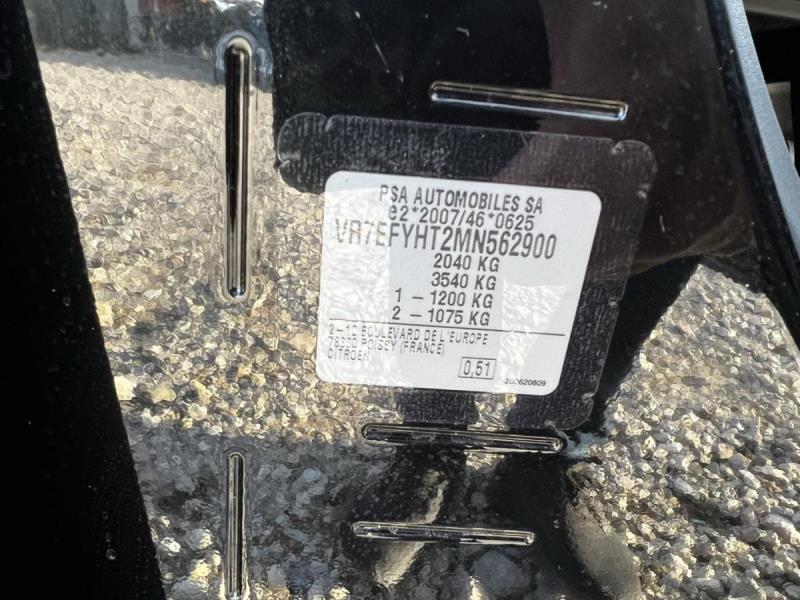 PSA AUTOMOBILES SA
e2*2007/46*0625
VR7EFYHT2MN562900
2040 KG
3540 KG
1 - 1200 KG
2 - 1075 KG
2-10 BOULEVARD DE L'EUROPE
78300 POISSY (FRANCE)
CITROEN
0,51
200620809